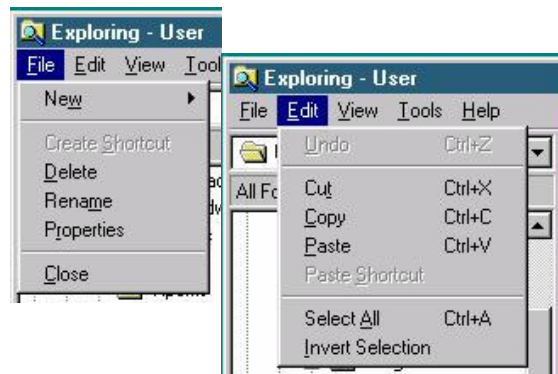 Exploring - User
File Edit View
New
Create Shortcut
Delete
Rename
Properties
Close
Exploring - User
File Edit View Tools Help
Undo Ctrl+Z
All
Cut Ctrl+X
Copy Ctrl+C
Paste Ctrl+V
Paste Shortcut
Select All Ctrl+A
Invert Selection